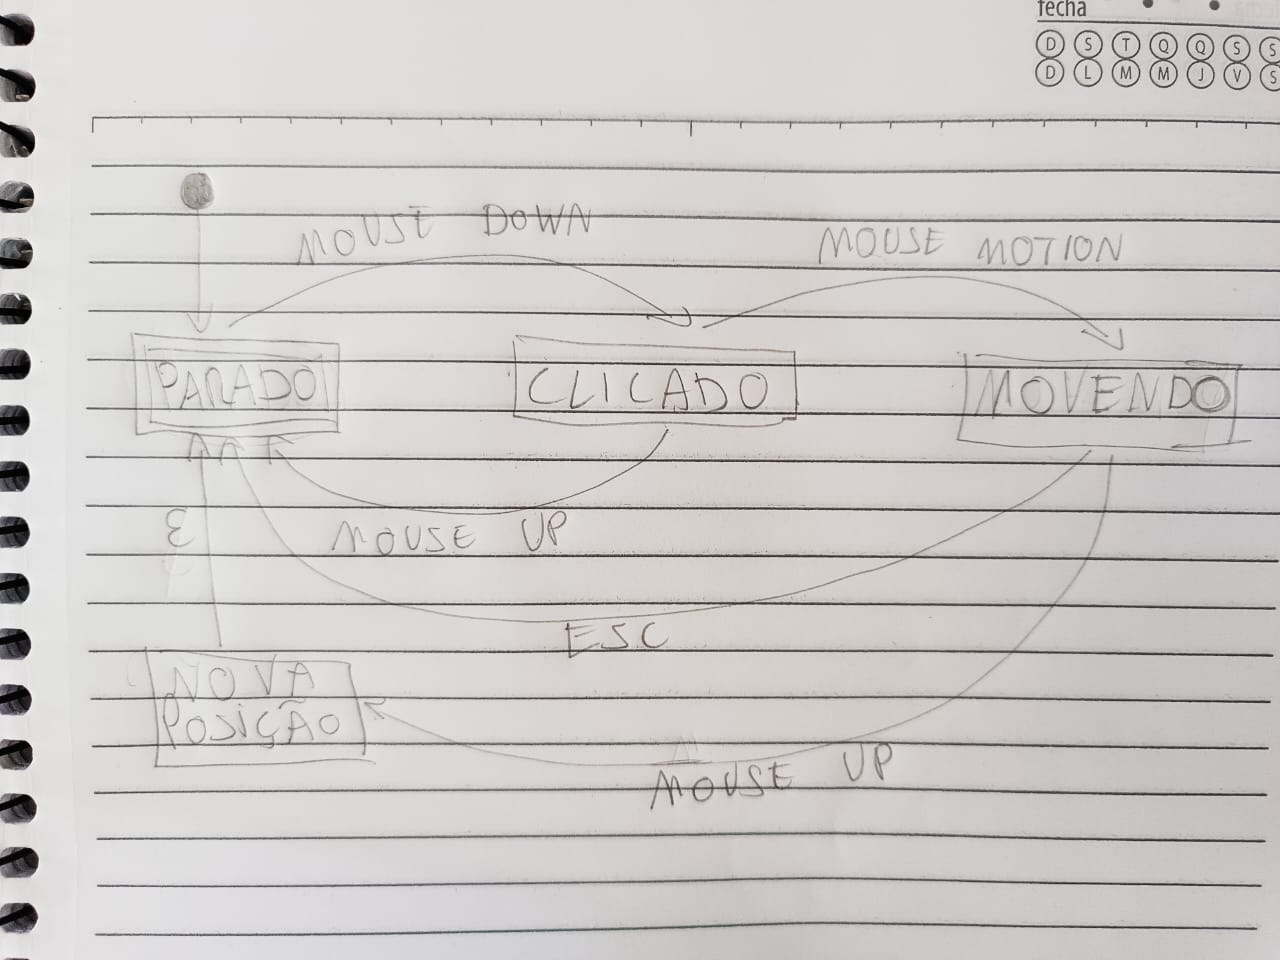 fecha
D S T Q Q S S
D L M M J V S
MOUSE DOWN
MOUSE MOTION
PARADO
CLICADO
MOVENDO
ε
MOUSE UP
ESC
NOVA
POSIÇÃO
MOUSE UP